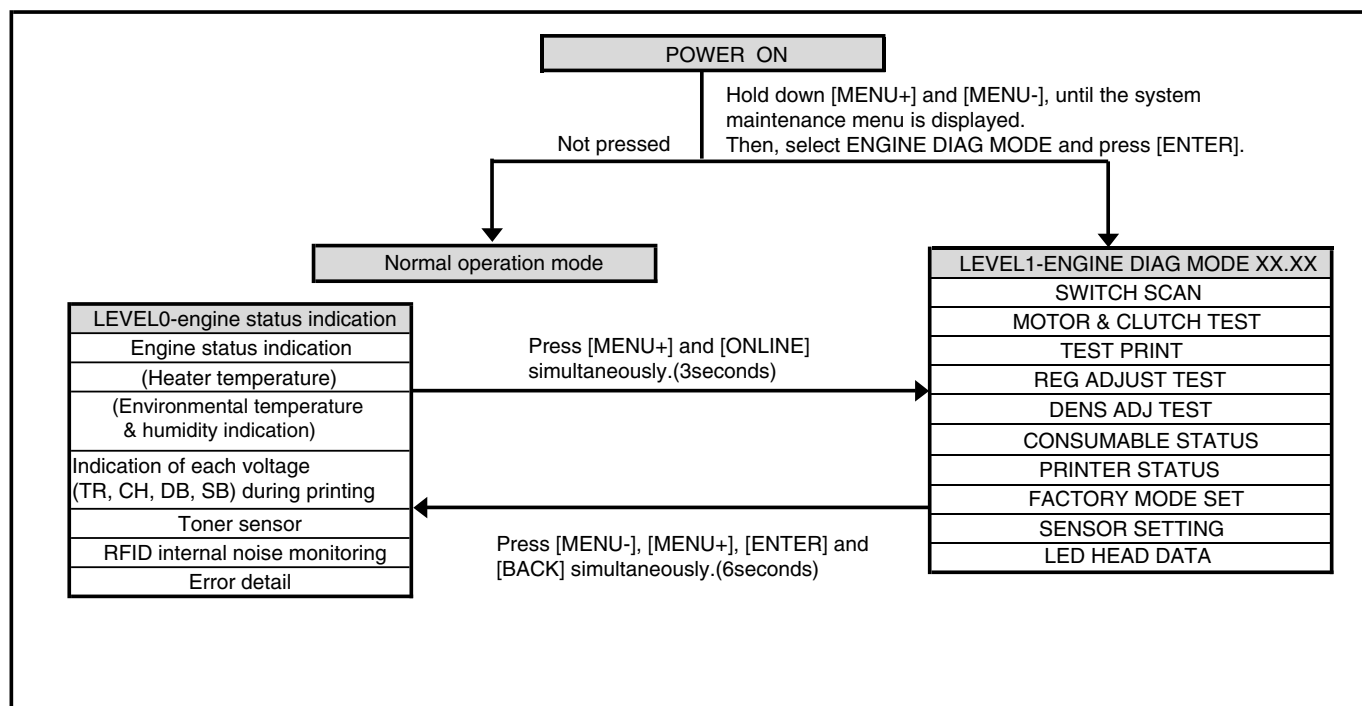 POWER ON
Hold down [MENU+] and [MENU-], until the system
maintenance menu is displayed.
Then, select ENGINE DIAG MODE and press [ENTER].
Not pressed
Normal operation mode
LEVEL0-engine status indication
Engine status indication
(Heater temperature)
(Environmental temperature
& humidity indication)
Indication of each voltage
(TR, CH, DB, SB) during printing
Toner sensor
RFID internal noise monitoring
Error detail
Press [MENU+] and [ONLINE]
simultaneously.(3seconds)
Press [MENU-], [MENU+], [ENTER] and
[BACK] simultaneously.(6seconds)
LEVEL1-ENGINE DIAG MODE XX.XX
SWITCH SCAN
MOTOR & CLUTCH TEST
TEST PRINT
REG ADJUST TEST
DENS ADJ TEST
CONSUMABLE STATUS
PRINTER STATUS
FACTORY MODE SET
SENSOR SETTING
LED HEAD DATA